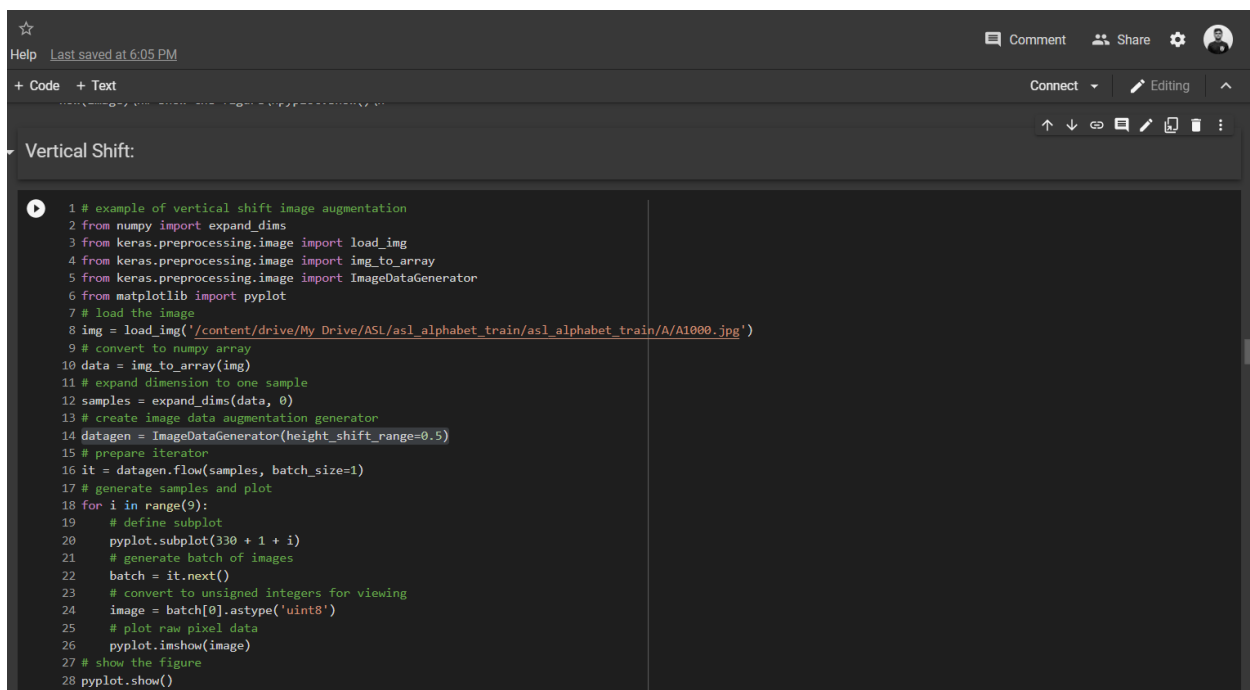 Comment Share
Help Last saved at 6:05 PM
+ Code + Text
Connect Editing
Vertical Shift:
1 # example of vertical shift image augmentation
2 from numpy import expand_dims
3 from keras.preprocessing.image import load_img
4 from keras.preprocessing.image import img_to_array
5 from keras.preprocessing.image import ImageDataGenerator
6 from matplotlib import pyplot
7 # load the image
8 img = load_img('/content/drive/My Drive/ASL/asl_alphabet_train/asl_alphabet_train/A/A1000.jpg')
9 # convert to numpy array
10 data = img_to_array(img)
11 # expand dimension to one sample
12 samples = expand_dims(data, 0)
13 # create image data augmentation generator
14 datagen = ImageDataGenerator(height_shift_range=0.5)
15 # prepare iterator
16 it = datagen.flow(samples, batch_size=1)
17 # generate samples and plot
18 for i in range(9):
19     # define subplot
20     pyplot.subplot(330 + 1 + i)
21     # generate batch of images
22     batch = it.next()
23     # convert to unsigned integers for viewing
24     image = batch[0].astype('uint8')
25     # plot raw pixel data
26     pyplot.imshow(image)
27 # show the figure
28 pyplot.show()